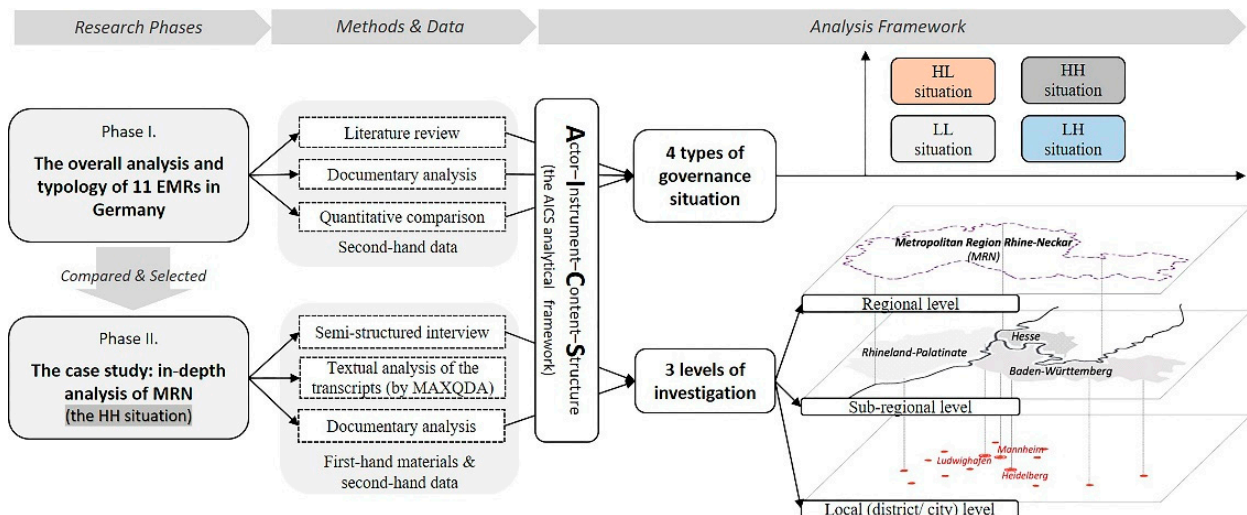 Research Phases
Methods & Data
Analysis Framework
Phase I.
The overall analysis and
typology of 11 EMRs in
Germany
Compared & Selected
Phase II.
The case study: in-depth
analysis of MRN
(the HH situation)
Literature review
Documentary analysis
Quantitative comparison
Second-hand data
Semi-structured interview
Textual analysis of the
transcripts (by MAXQDA)
Documentary analysis
First-hand materials &
second-hand data
Actor–Instrument–Content–Structure
(the AICS analytical framework)
4 types of
governance
situation
3 levels of
investigation
HL
situation
HH
situation
LL
situation
LH
situation
Metropolitan Region Rhine-Neckar
(MRN)
Regional level
Hesse
Rhineland-Palatinate
Baden-Württemberg
Sub-regional level
Mannheim
Ludwighafen
Heidelberg
Local (district/ city) level